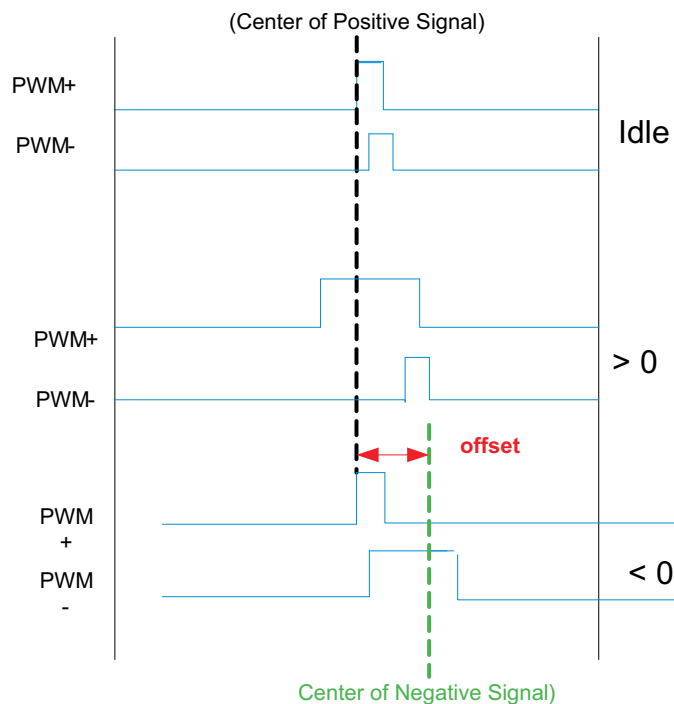 (Center of Positive Signal)
PWM+
PWM-
Idle
PWM+
PWM-
> 0
offset
PWM
+
PWM
-
< 0
Center of Negative Signal)